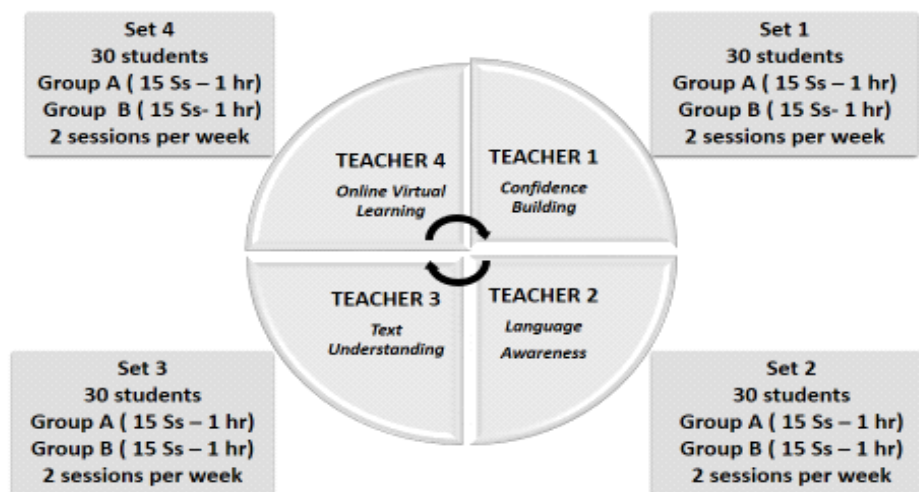 Set 4
30 students
Group A ( 15 Ss – 1 hr)
Group  B ( 15 Ss- 1 hr)
2 sessions per week
Set 1
30 students
Group A ( 15 Ss – 1 hr)
Group B ( 15 Ss- 1 hr)
2 sessions per week
TEACHER 4
Online Virtual
Learning
TEACHER 1
Confidence
Building
TEACHER 3
Text
Understanding
TEACHER 2
Language
Awareness
Set 3
30 students
Group A ( 15 Ss – 1 hr)
Group B ( 15 Ss – 1 hr)
2 sessions per week
Set 2
30 students
Group A ( 15 Ss – 1 hr)
Group B ( 15 Ss – 1 hr)
2 sessions per week